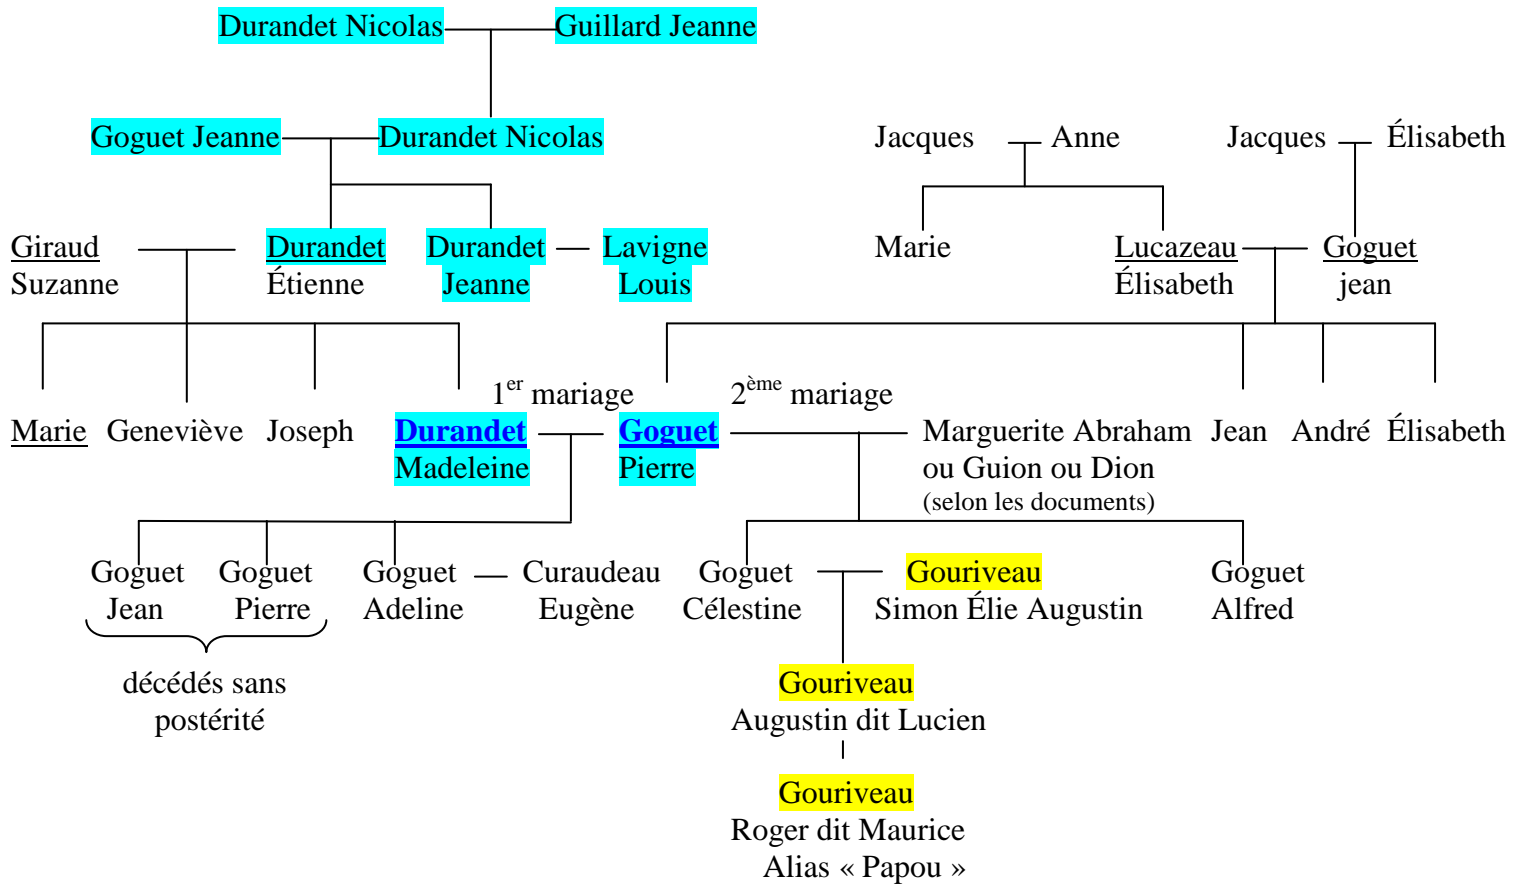 Durandet Nicolas Guillard Jeanne
Goguet Jeanne Durandet Nicolas Jacques Anne Jacques Élisabeth
Giraud Durandet Durandet Lavigne Marie Lucazeau Goguet
Suzanne Étienne Jeanne Louis Élisabeth jean
1er mariage 2ème mariage
Marie Geneviève Joseph Durandet Goguet Marguerite Abraham Jean André Élisabeth
Madeleine Pierre ou Guion ou Dion
(selon les documents)
Goguet Goguet Goguet Curaudeau Goguet Gouriveau Goguet
Jean Pierre Adeline Eugène Célestine Simon Élie Augustin Alfred
décédés sans Gouriveau
postérité Augustin dit Lucien
Gouriveau
Roger dit Maurice
Alias « Papou »